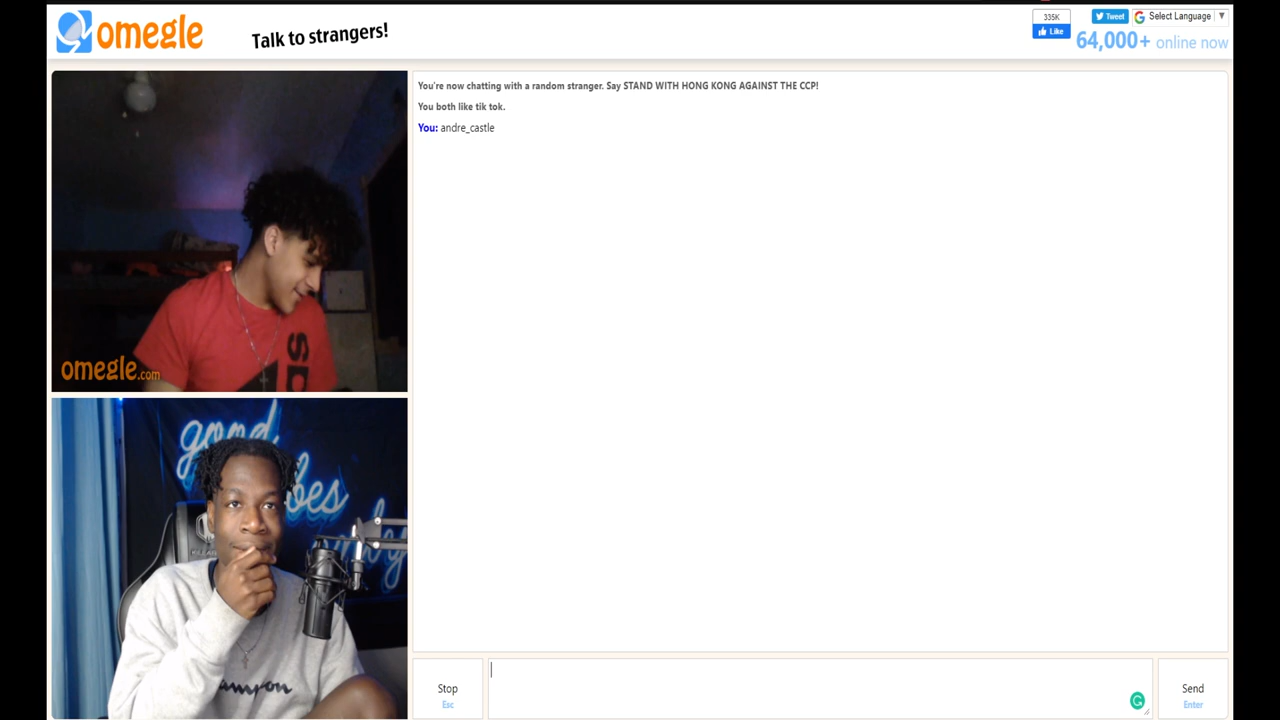 omegle
Talk to strangers!
335K
Like
Tweet
Select Language
64,000+ online now
You're now chatting with a random stranger. Say STAND WITH HONG KONG AGAINST THE CCP!
You both like tik tok.
You: andre_castle
omegle.com
good
Stop
Esc
Send
Enter